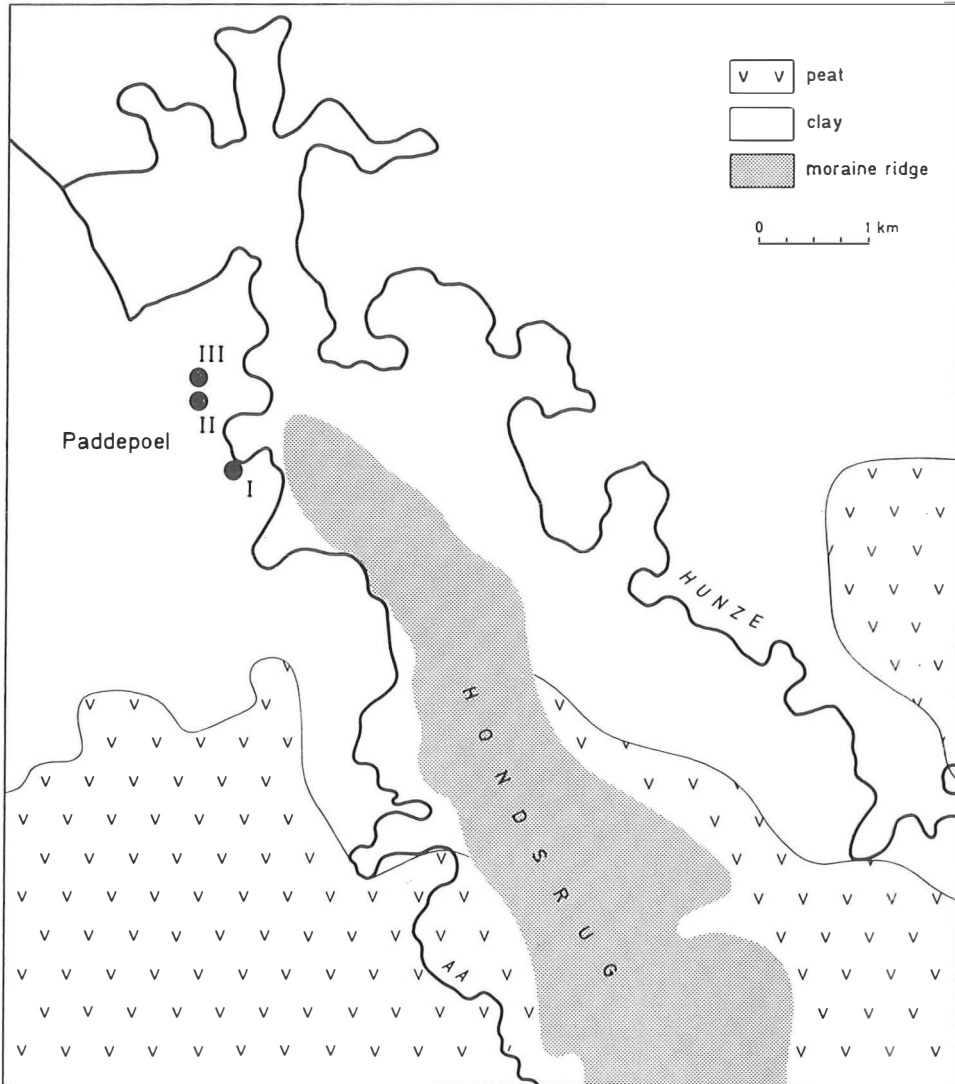 v v peat
clay
moraine ridge
0 1 km
III
II
Paddepoel
I
HUNZE
HONDSRUG
AA